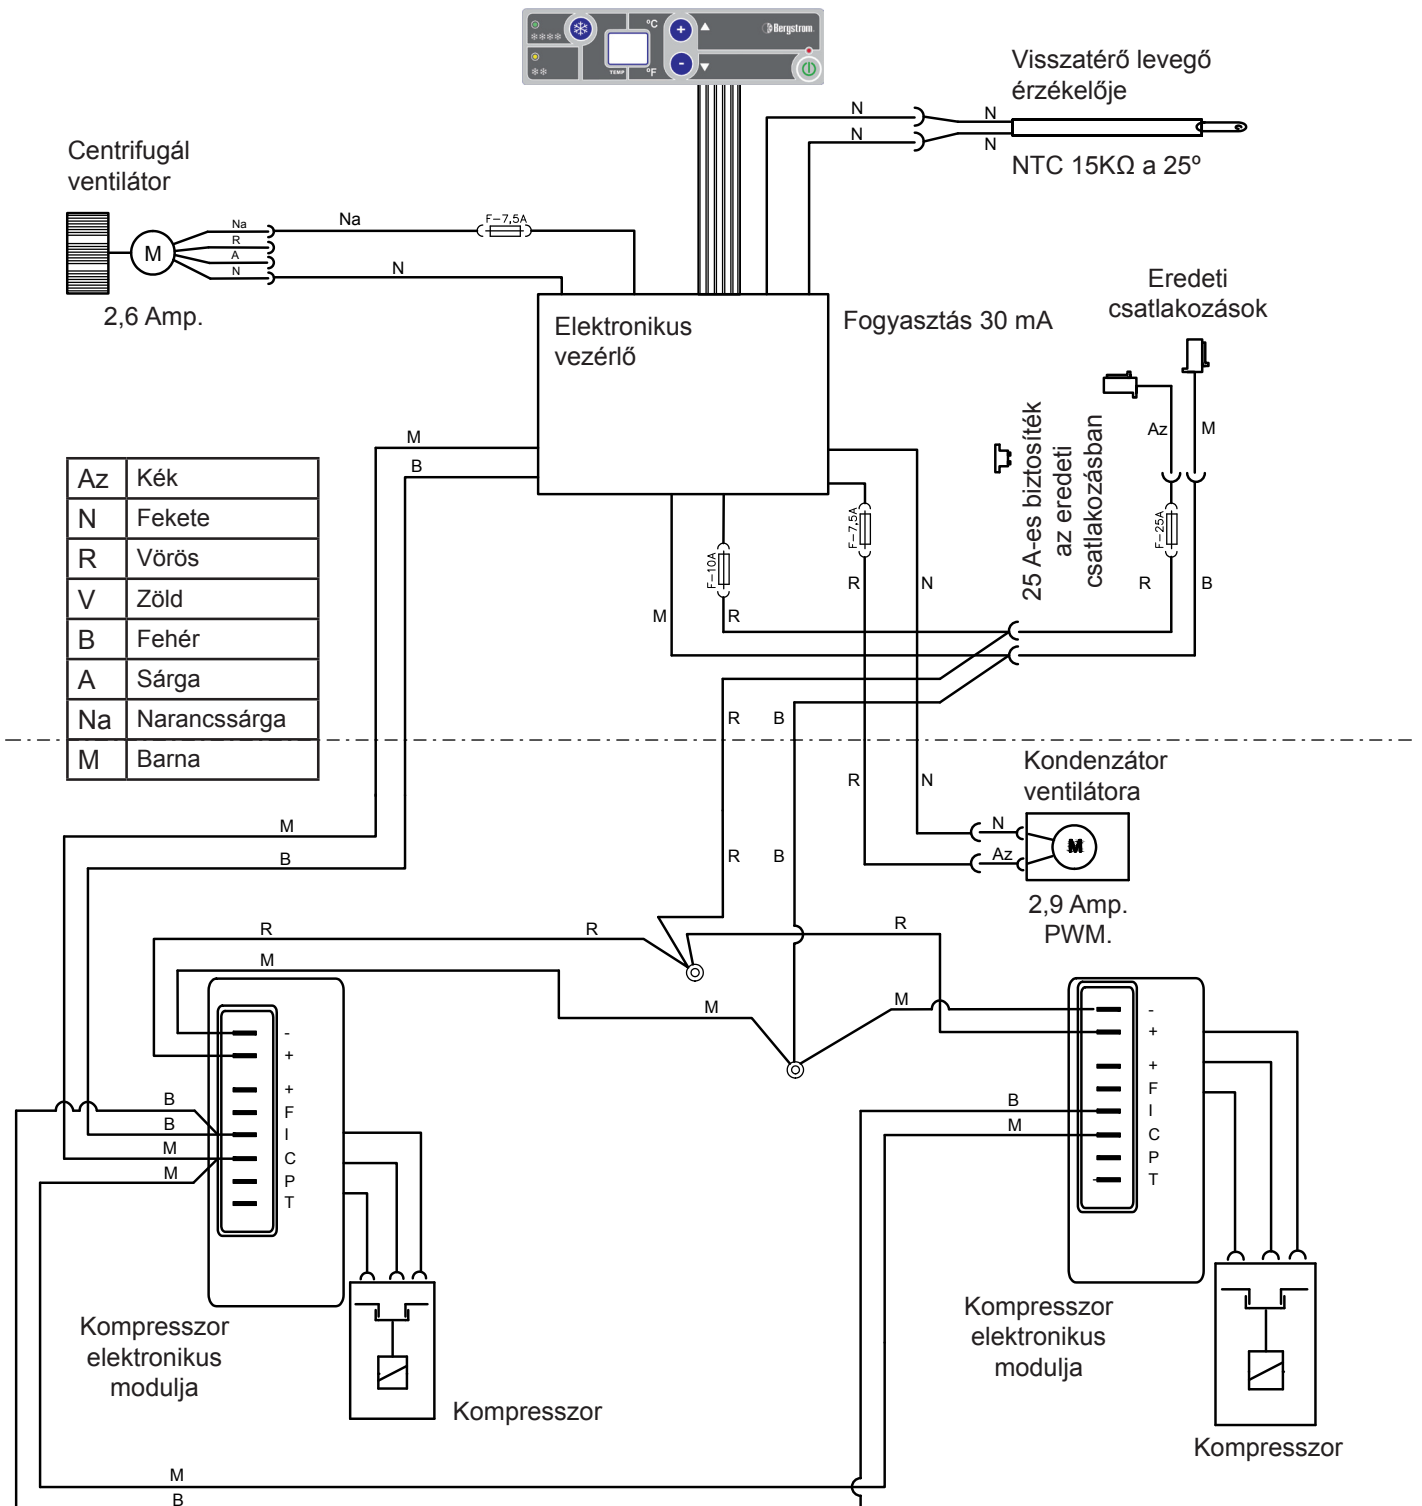 °C
+
Bergstrom
TEMP
°F
-
Visszatérő levegő
érzékelője
N
N
N
N
NTC 15KΩ a 25º
Centrifugál
ventilátor
Na
R
A
N
Na
F-7,5A
N
M
2,6 Amp.
Elektronikus
vezérlő
Fogyasztás 30 mA
Eredeti
csatlakozások
Az
M
25 A-es biztosíték
az eredeti
csatlakozásban
F-25A
R
B
M
B
F-7,5A
F-10A
R
N
M
R
Az Kék
N Fekete
R Vörös
V Zöld
B Fehér
A Sárga
Na Narancssárga
M Barna
R
B
R
N
Kondenzátor
ventilátora
N
Az
M
2,9 Amp.
PWM.
M
B
R
B
R
R
R
M
M
M
-
+
+
F
I
C
P
T
B
B
M
M
-
+
+
F
I
C
P
T
B
M
Kompresszor
elektronikus
modulja
Kompresszor
Kompresszor
elektronikus
modulja
Kompresszor
M
B